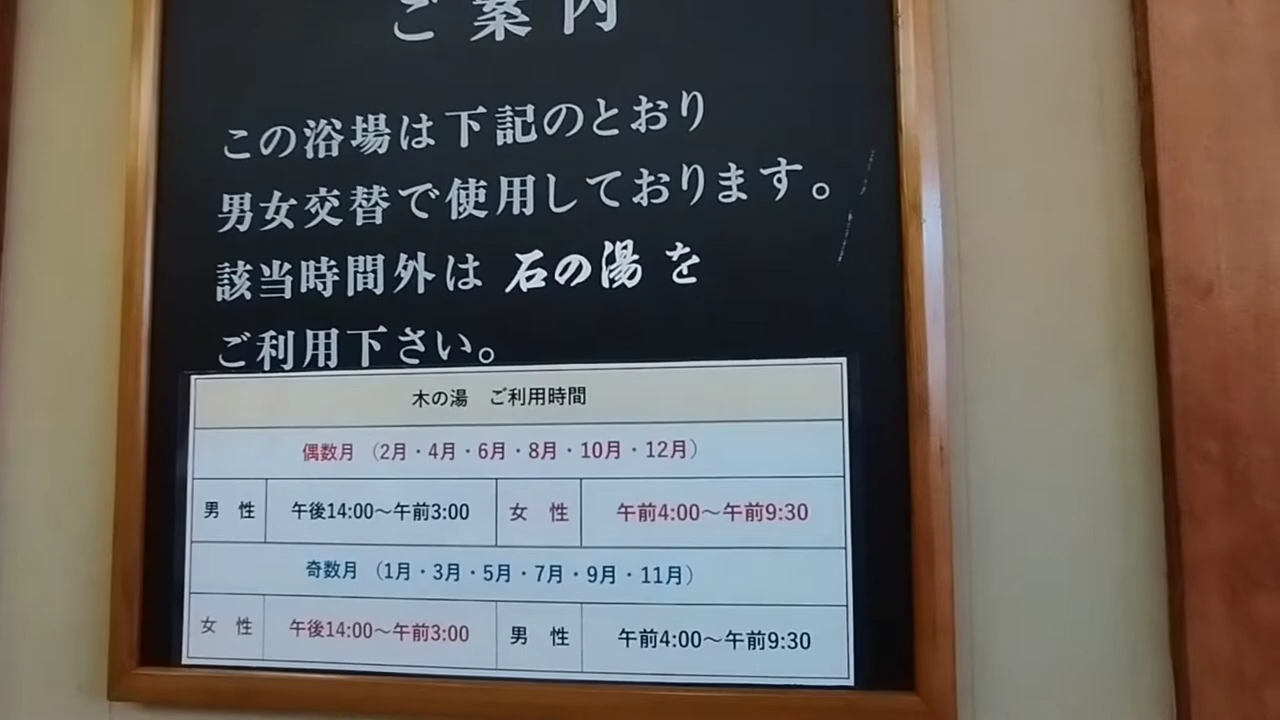 ご案内
この浴場は下記のとおり
男女交替で使用しております。
該当時間外は 石の湯 を
ご利用下さい。
木の湯 ご利用時間
偶数月（2月・4月・6月・8月・10月・12月）
男 性 午後14:00～午前3:00 女 性 午前4:00～午前9:30
奇数月（1月・3月・5月・7月・9月・11月）
女 性 午後14:00～午前3:00 男 性 午前4:00～午前9:30